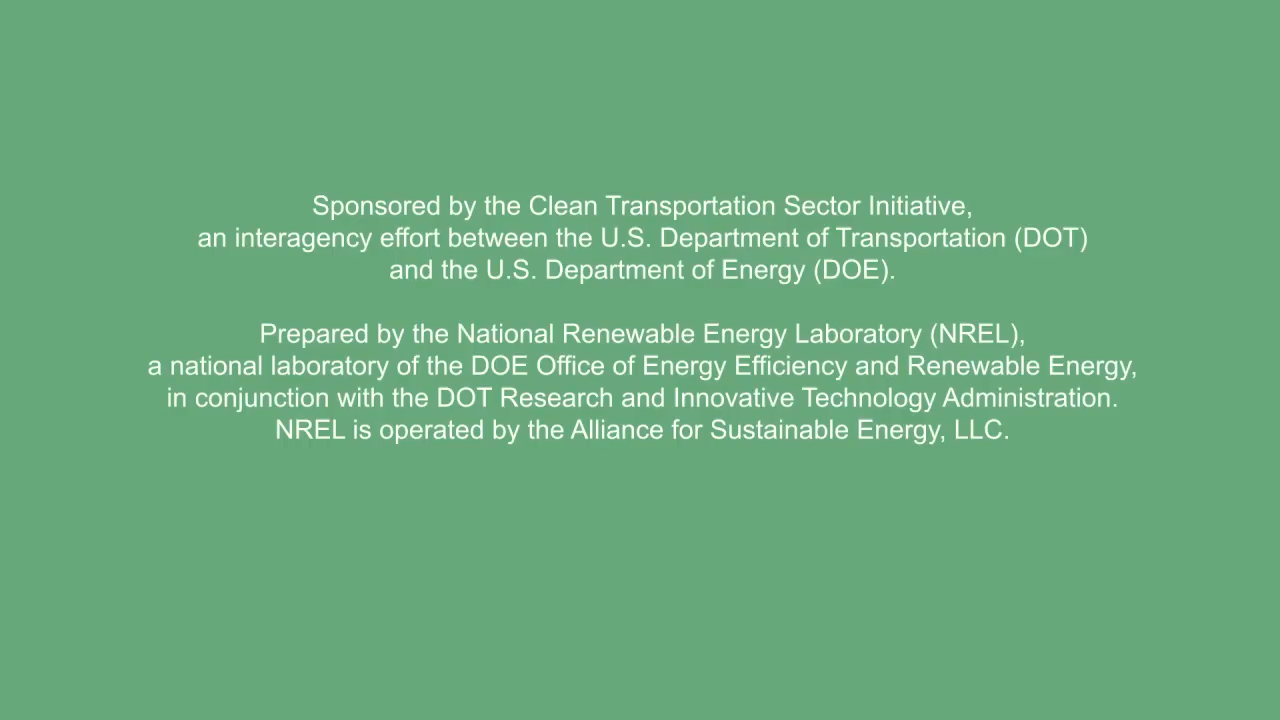 Sponsored by the Clean Transportation Sector Initiative,
an interagency effort between the U.S. Department of Transportation (DOT)
and the U.S. Department of Energy (DOE).
Prepared by the National Renewable Energy Laboratory (NREL),
a national laboratory of the DOE Office of Energy Efficiency and Renewable Energy,
in conjunction with the DOT Research and Innovative Technology Administration.
NREL is operated by the Alliance for Sustainable Energy, LLC.